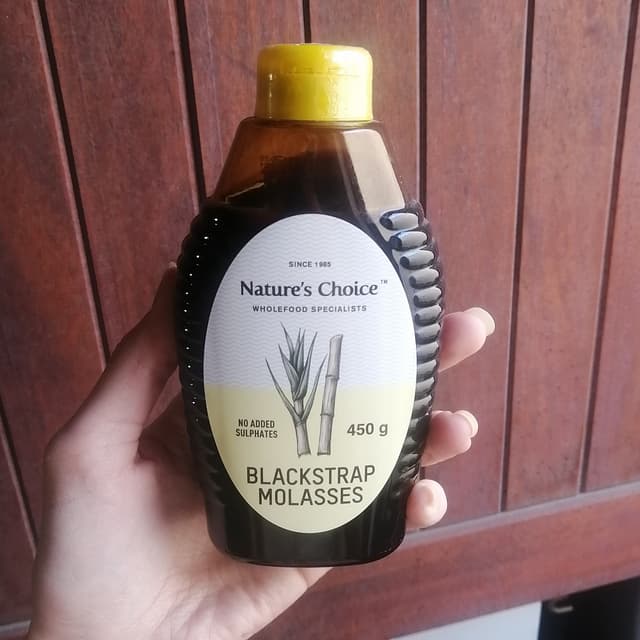 SINCE 1985
Nature's Choice™
WHOLEFOOD SPECIALISTS
NO ADDED
SULPHATES
450 g
BLACKSTRAP
MOLASSES